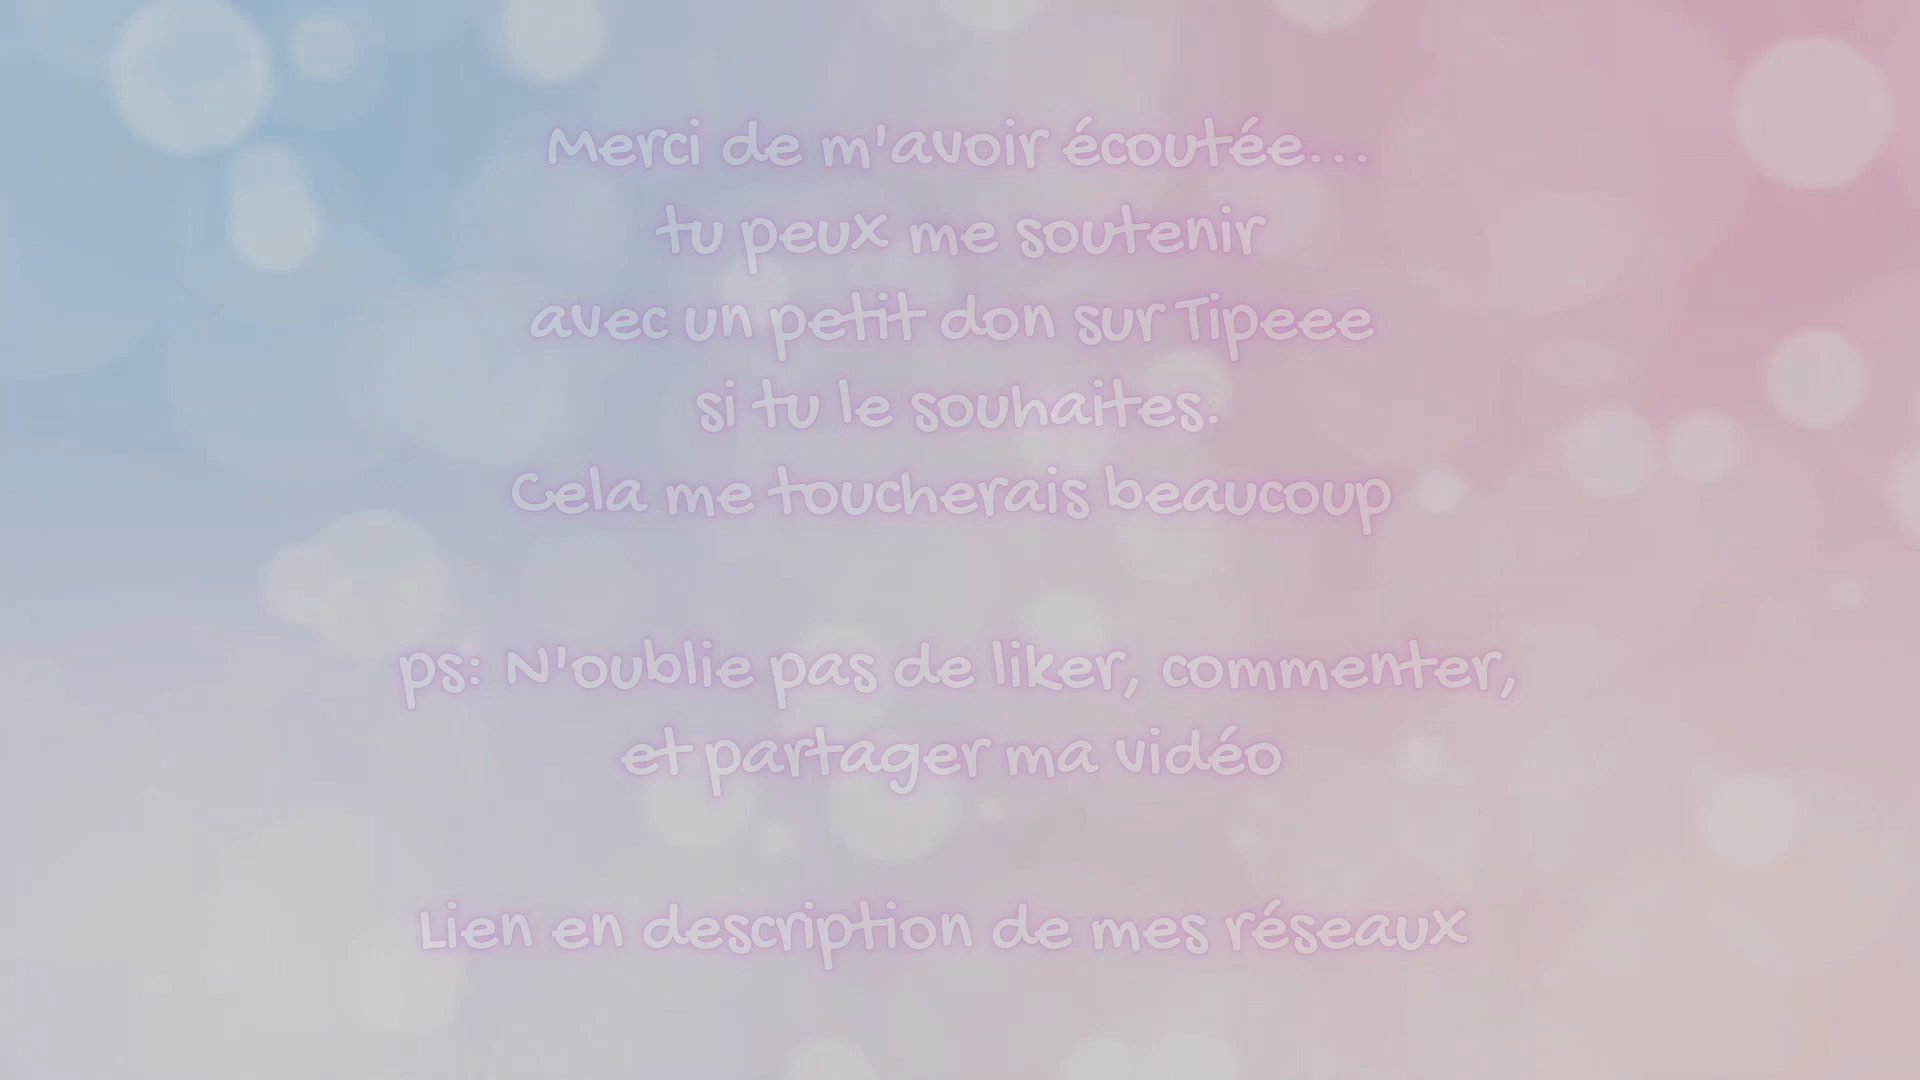 Merci de m'avoir écoutée...
tu peux me soutenir
avec un petit don sur Tipeee
si tu le souhaites.
Cela me toucherais beaucoup
ps: N'oublie pas de liker, commenter,
et partager ma vidéo
Lien en description de mes réseaux